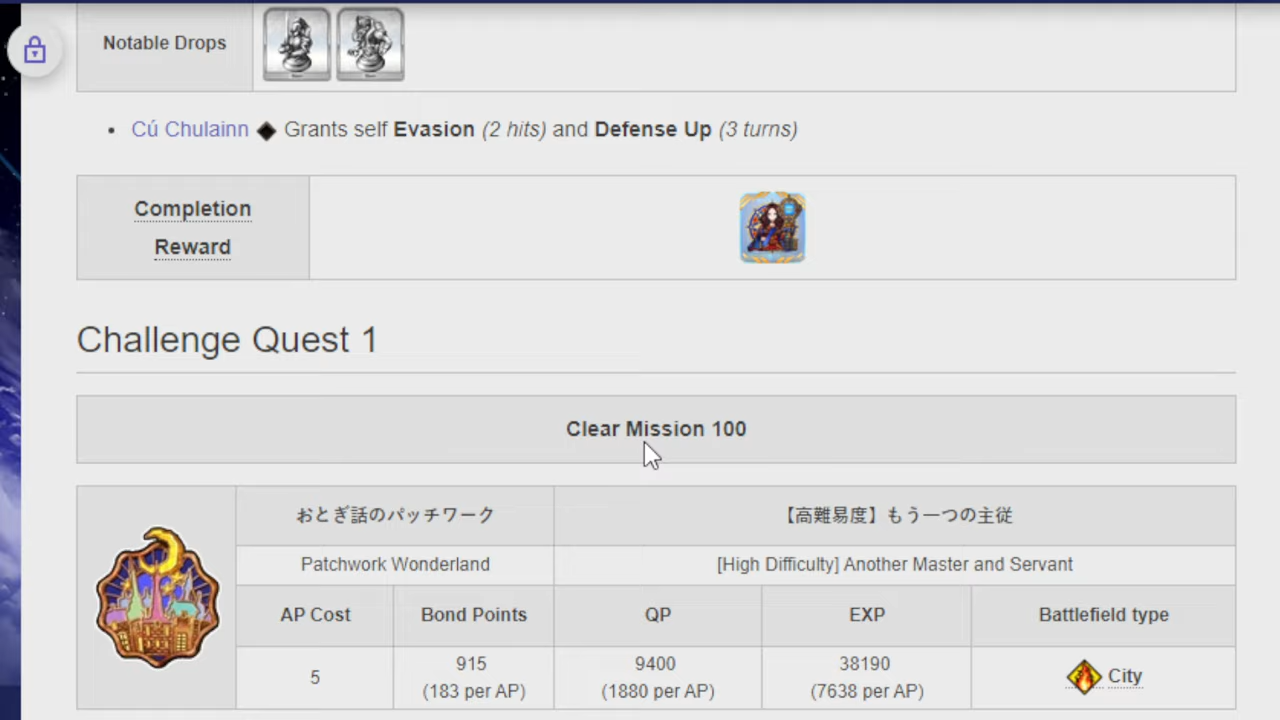 Notable Drops
• Cú Chulainn ◆ Grants self Evasion (2 hits) and Defense Up (3 turns)
Completion
Reward
Challenge Quest 1
Clear Mission 100
おとぎ話のパッチワーク
【高難易度】もう一つの主従
Patchwork Wonderland
[High Difficulty] Another Master and Servant
AP Cost
Bond Points
QP
EXP
Battlefield type
5
915
(183 per AP)
9400
(1880 per AP)
38190
(7638 per AP)
City